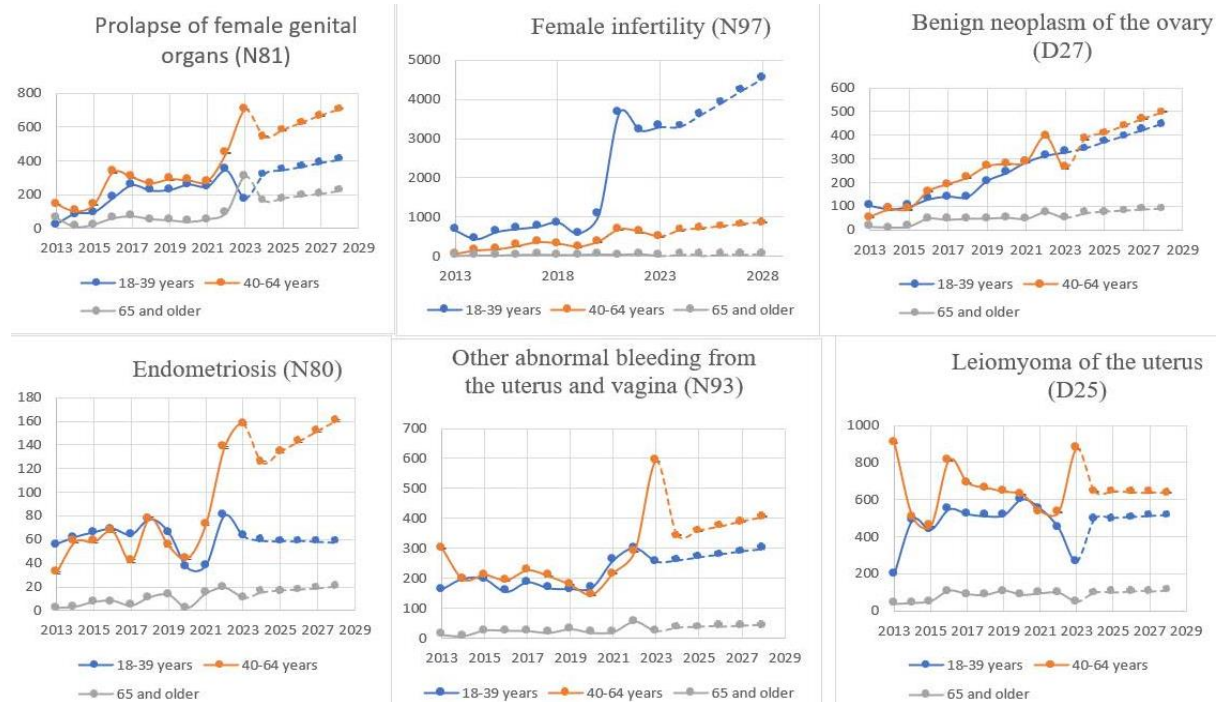 Prolapse of female genital
organs (N81)
800
600
400
200
0
2013 2015 2017 2019 2021 2023 2025 2027 2029
18-39 years 40-64 years
65 and older
Female infertility (N97)
5000
4000
3000
2000
1000
0
2013 2018 2023 2028
18-39 years 40-64 years 65 and older
Benign neoplasm of the ovary
(D27)
600
500
400
300
200
100
0
2013 2015 2017 2019 2021 2023 2025 2027 2029
18-39 years 40-64 years
65 and older
Endometriosis (N80)
180
160
140
120
100
80
60
40
20
0
2013 2015 2017 2019 2021 2023 2025 2027 2029
18-39 years 40-64 years
65 and older
Other abnormal bleeding from
the uterus and vagina (N93)
700
600
500
400
300
200
100
0
2013 2015 2017 2019 2021 2023 2025 2027 2029
18-39 years 40-64 years
65 and older
Leiomyoma of the uterus
(D25)
1000
800
600
400
200
0
2013 2015 2017 2019 2021 2023 2025 2027 2029
18-39 years 40-64 years
65 and older